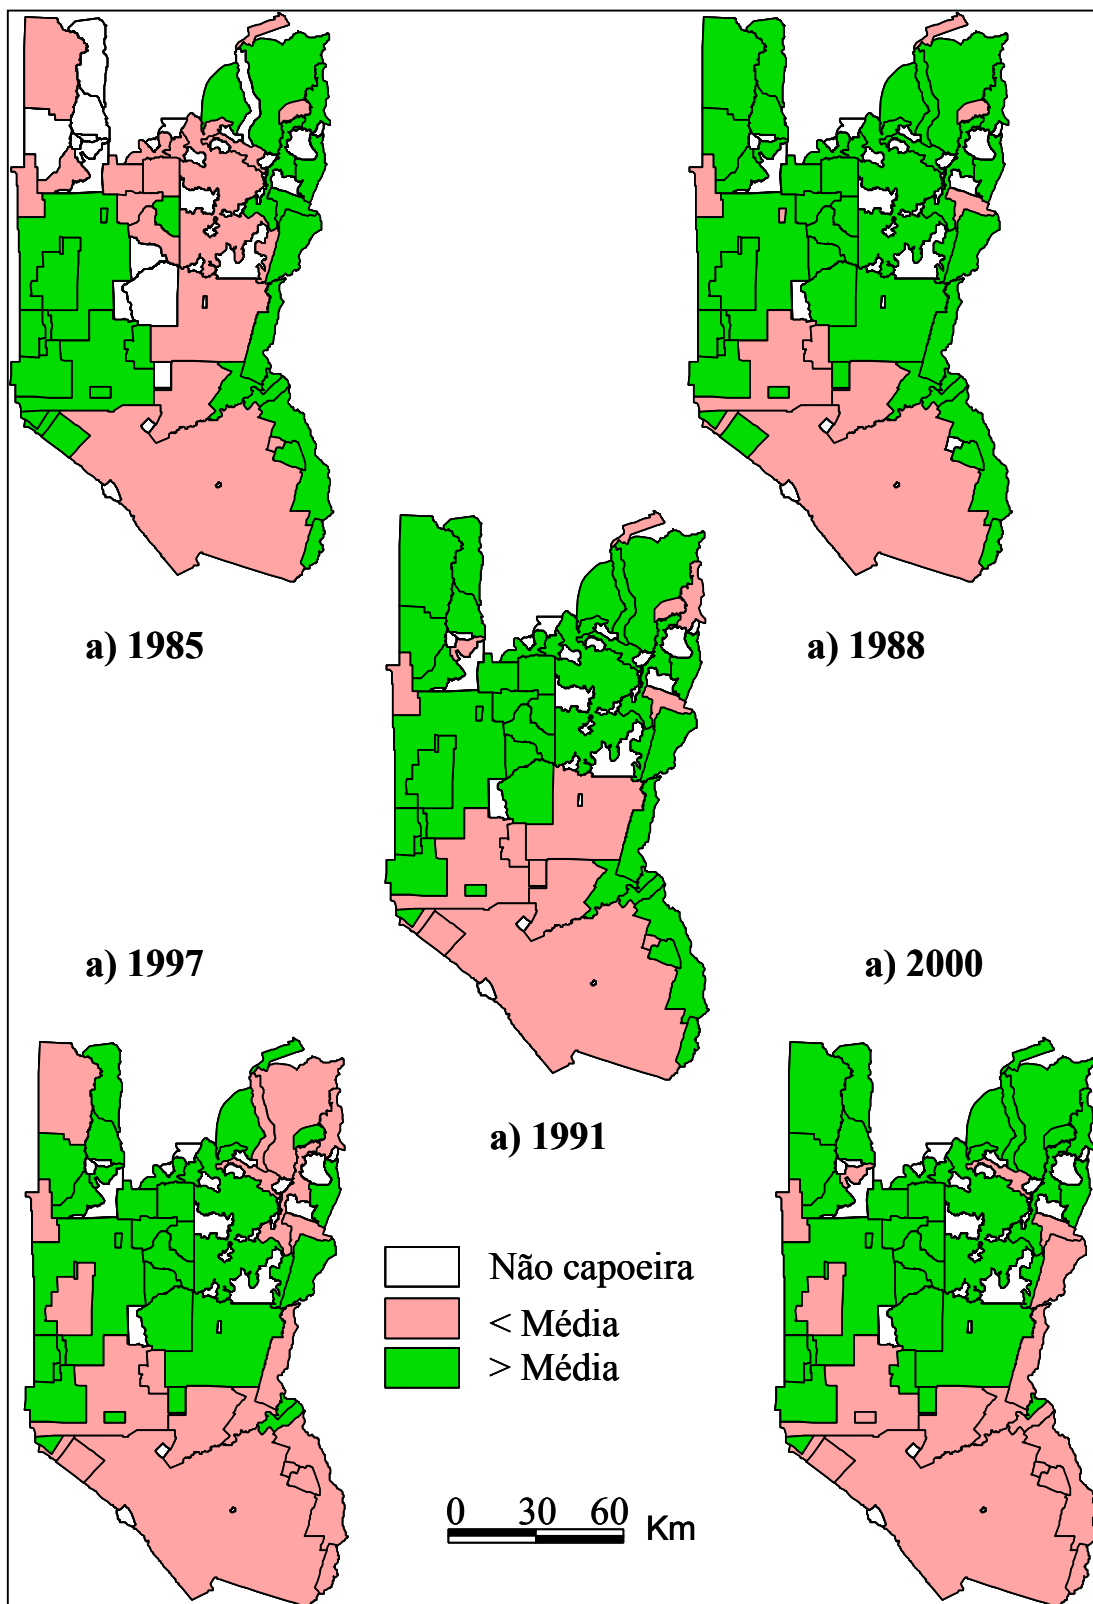 a) 1985
a) 1988
a) 1997
a) 2000
a) 1991
Não capoeira
< Média
> Média
0 30 60 Km